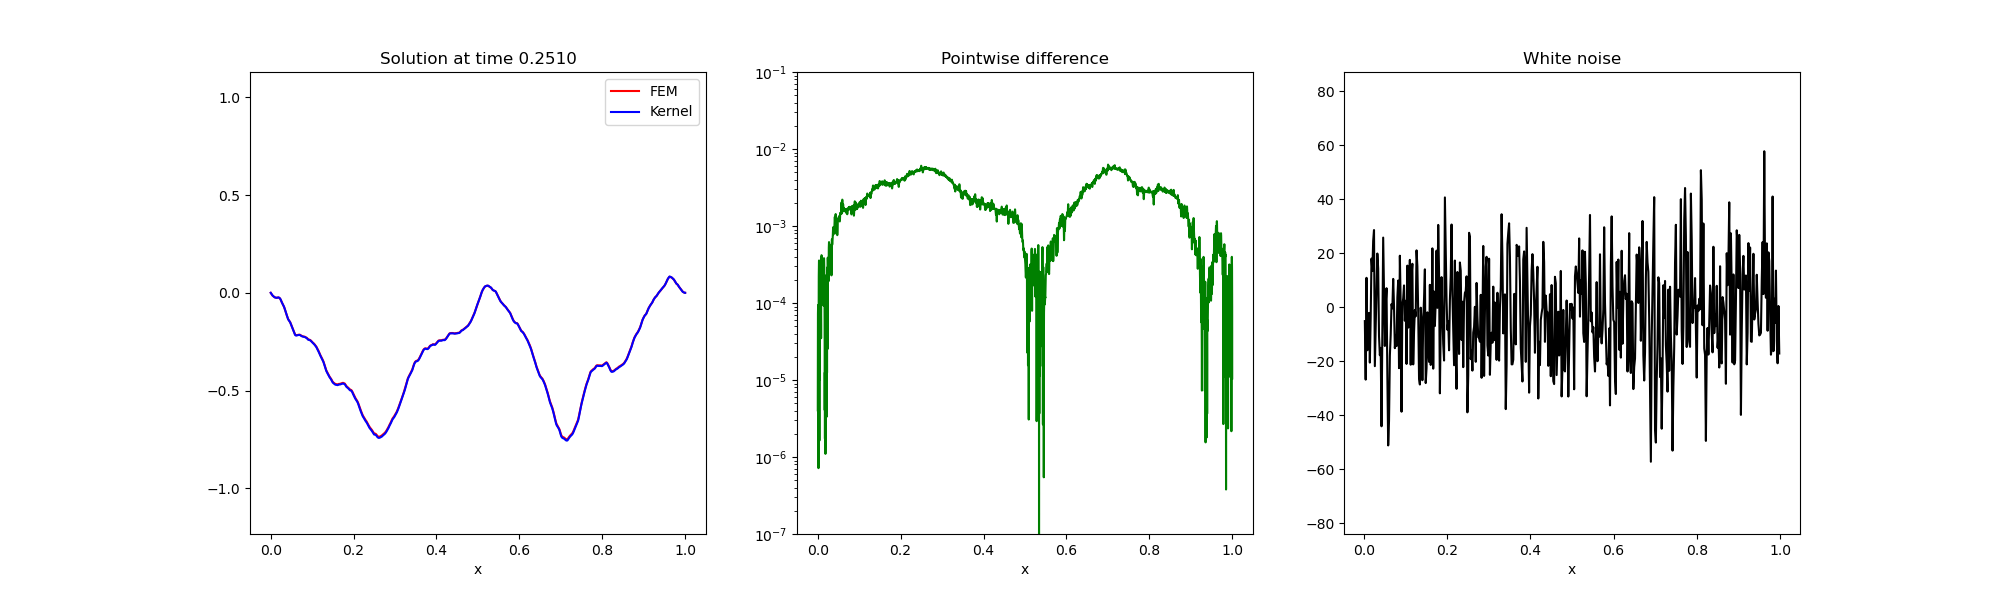 Solution at time 0.2510
1.0
0.5
0.0
−0.5
−1.0
0.0 0.2 0.4 0.6 0.8 1.0
x
FEM
Kernel
Pointwise difference
10⁻¹
10⁻²
10⁻³
10⁻⁴
10⁻⁵
10⁻⁶
10⁻⁷
0.0 0.2 0.4 0.6 0.8 1.0
x
White noise
80
60
40
20
0
−20
−40
−60
−80
0.0 0.2 0.4 0.6 0.8 1.0
x